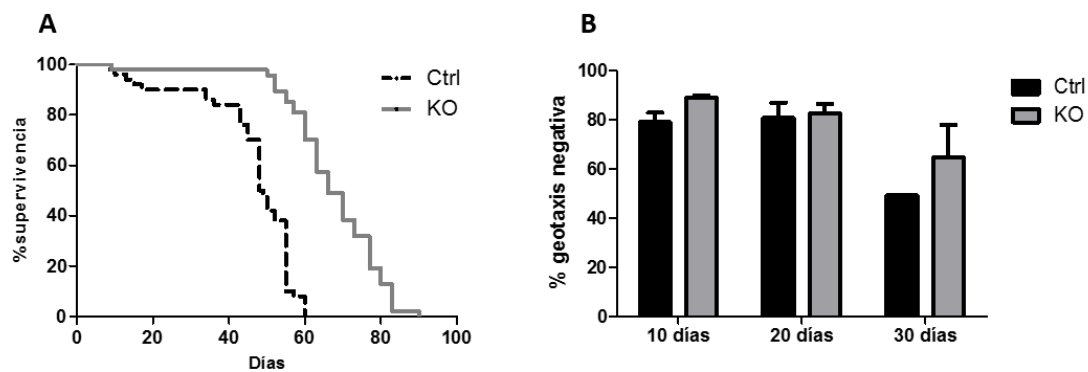 A
%supervivencia
100
80
60
40
20
0
0 20 40 60 80 100
Días
Ctrl
KO
B
% geotaxis negativa
100
80
60
40
20
0
10 días 20 días 30 días
Ctrl
KO